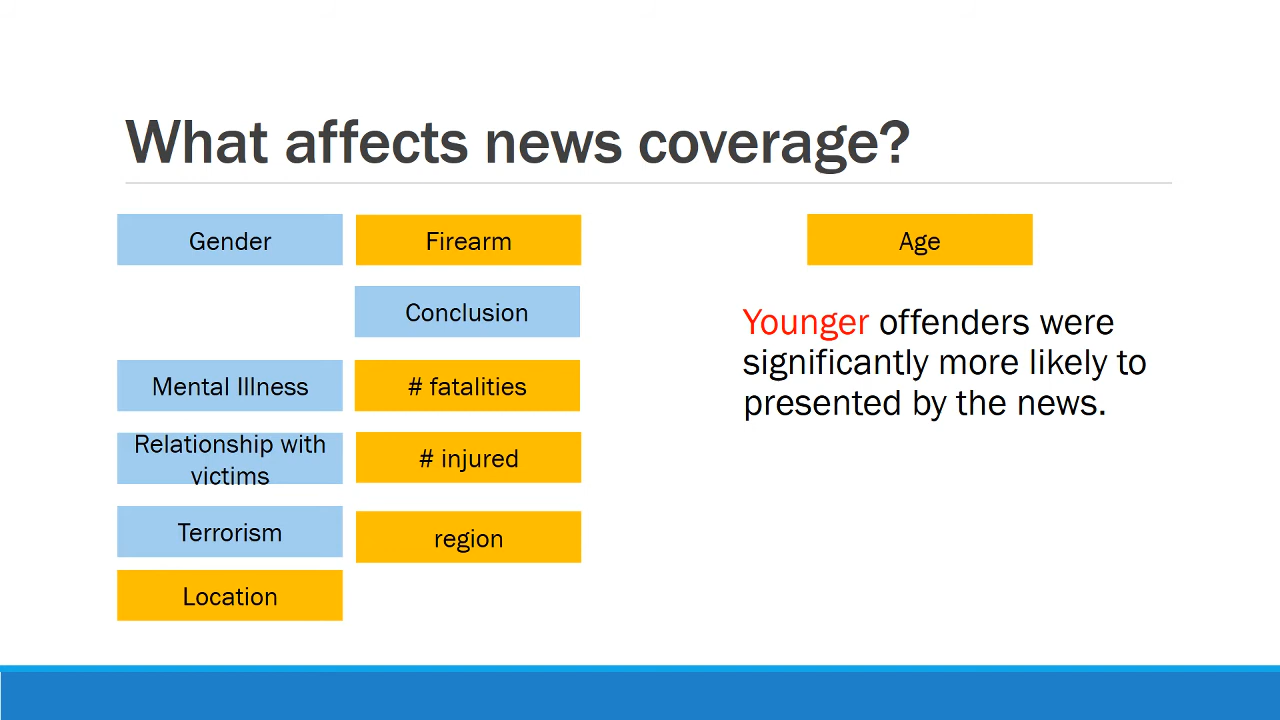 What affects news coverage?
Gender
Firearm
Age
Conclusion
Younger offenders were
significantly more likely to
presented by the news.
Mental Illness
# fatalities
Relationship with
victims
# injured
Terrorism
region
Location